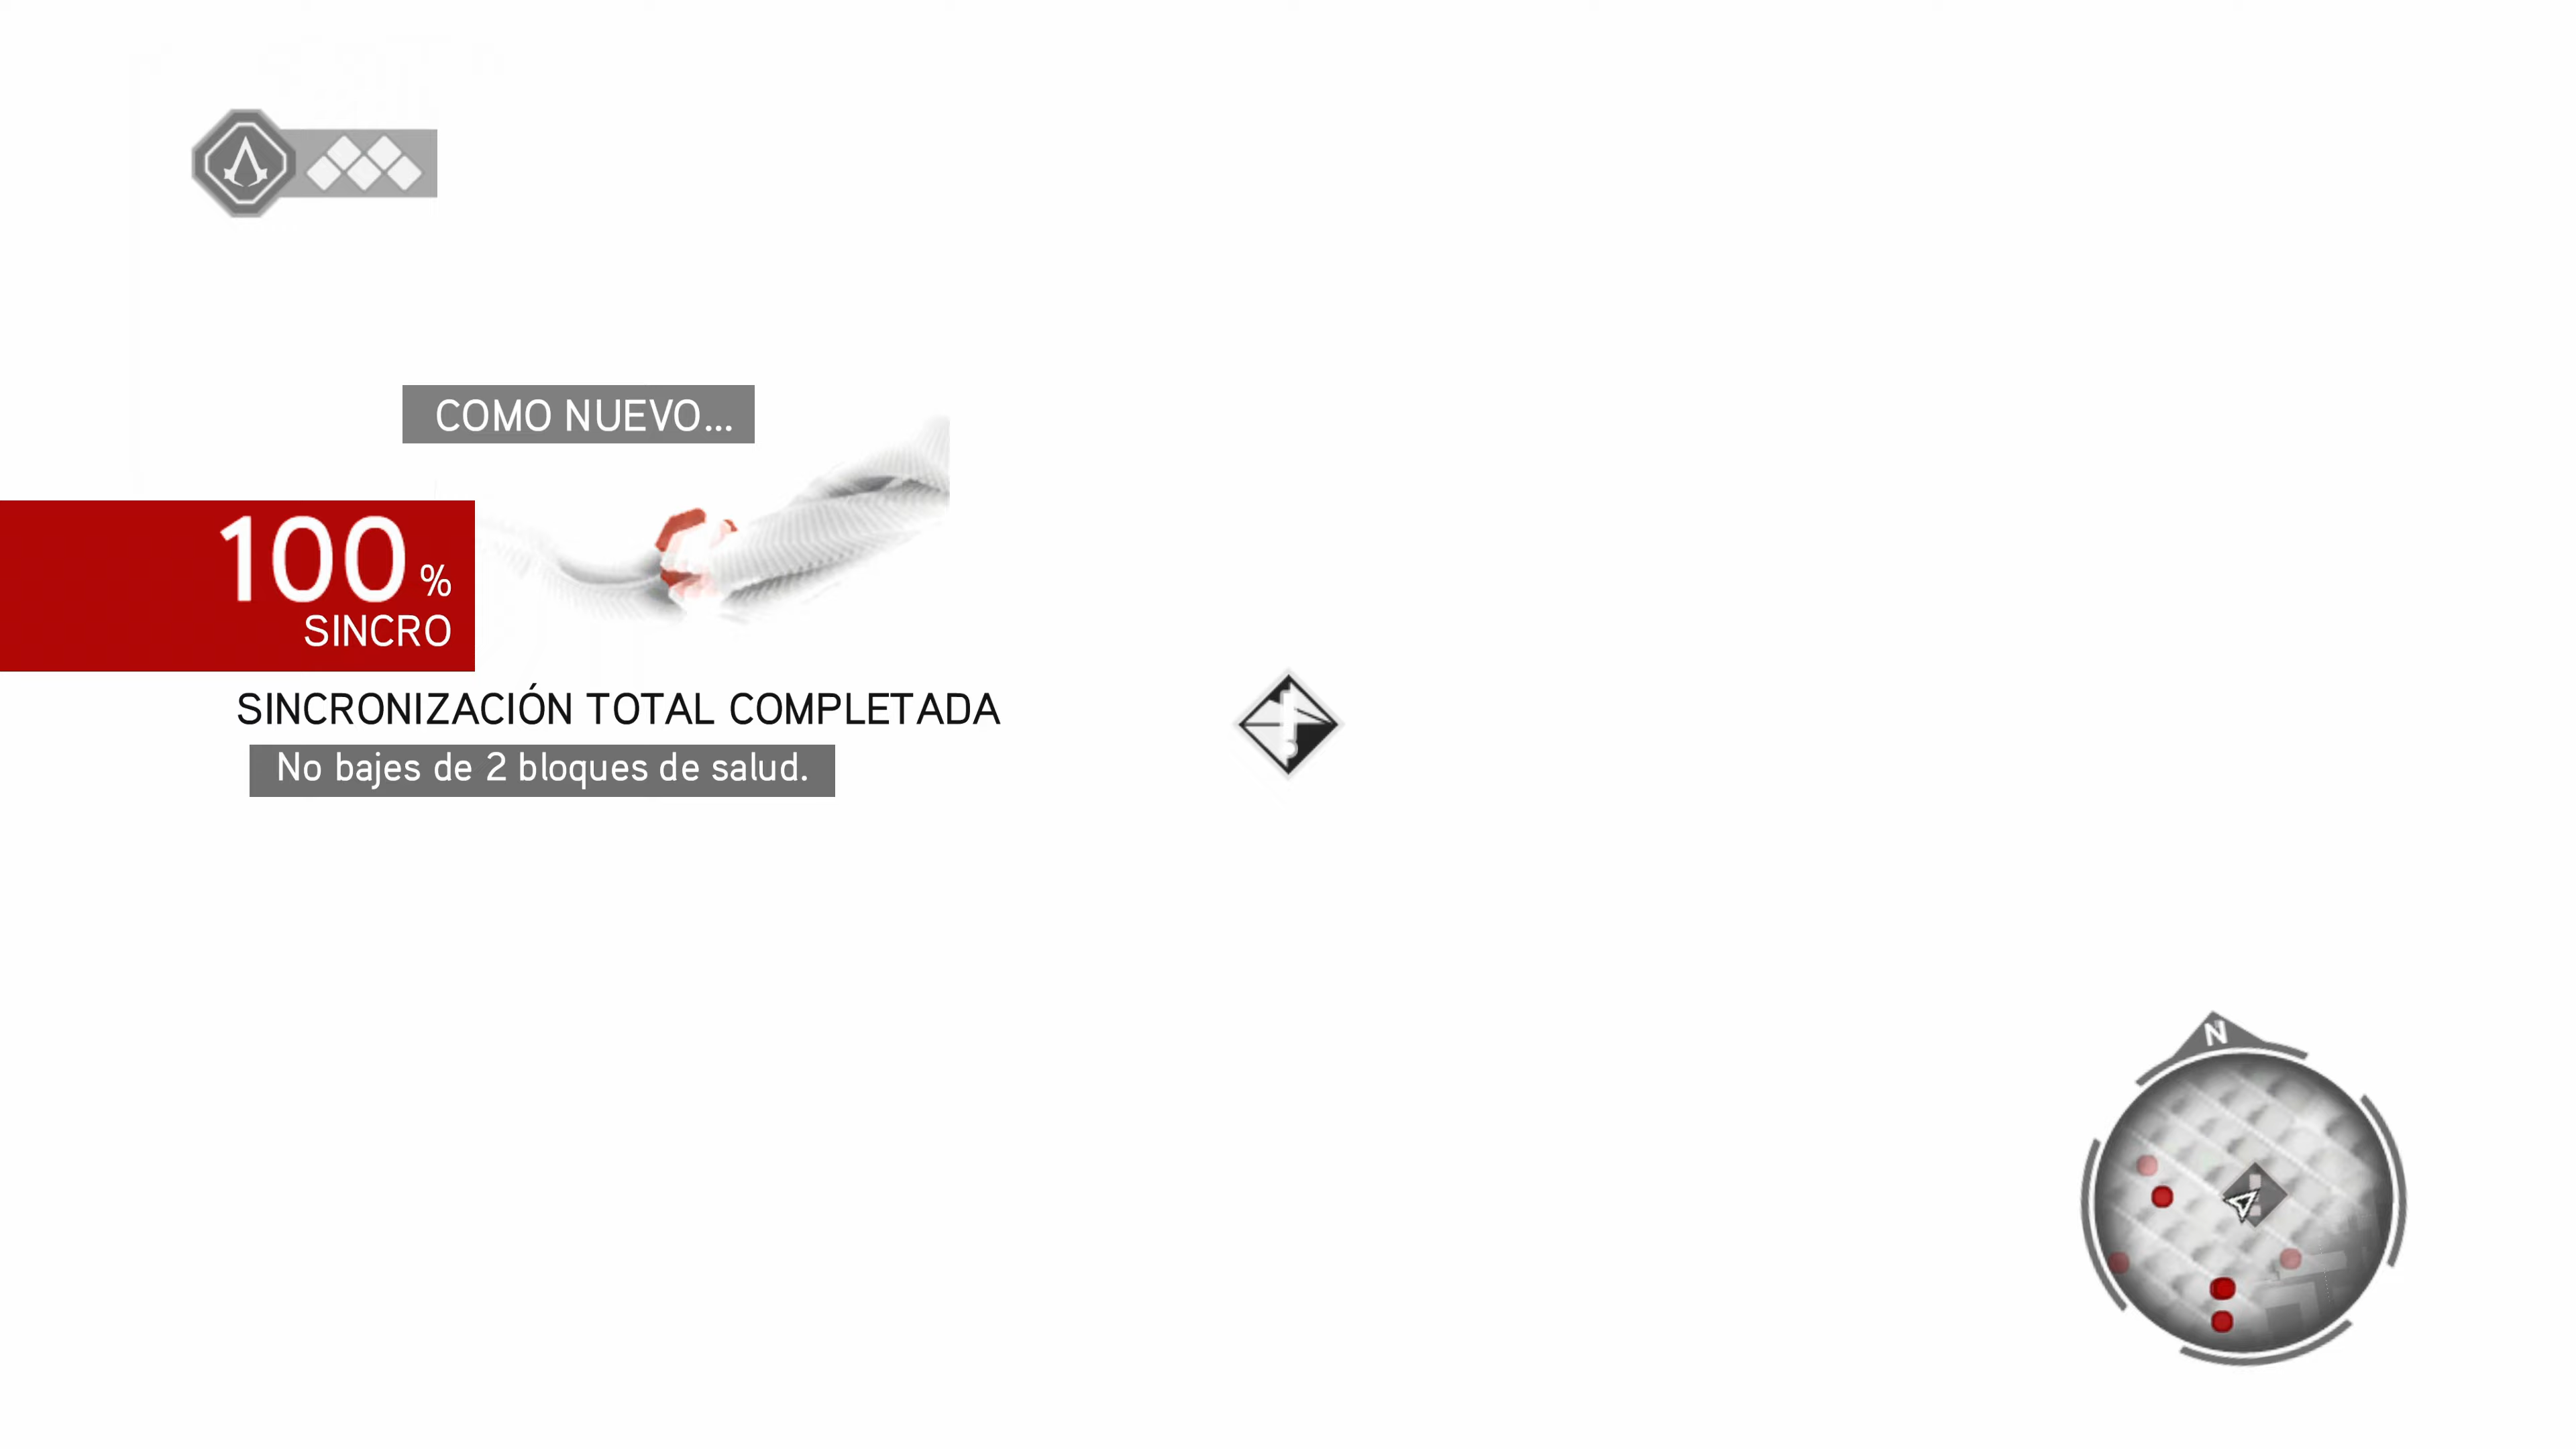 COMO NUEVO...
100 %
SINCRO
SINCRONIZACIÓN TOTAL COMPLETADA
No bajes de 2 bloques de salud.
N